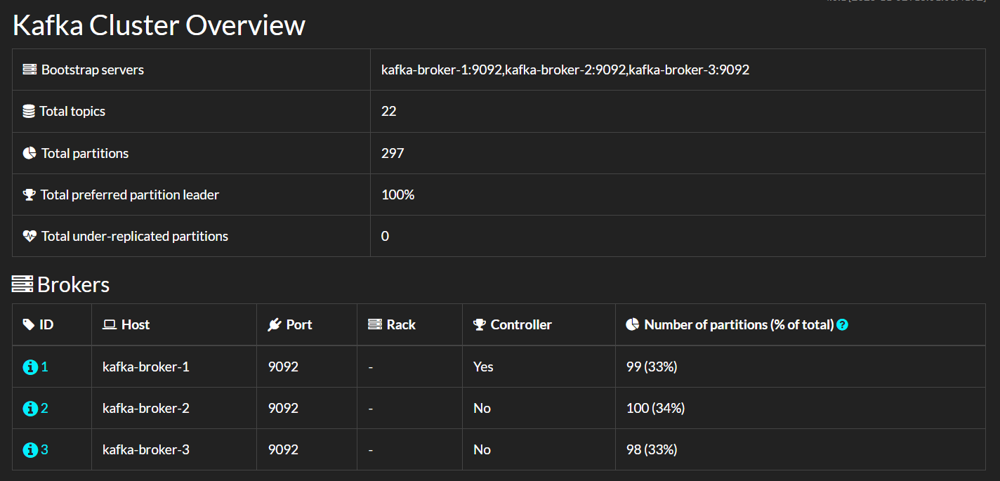 Kafka Cluster Overview
Bootstrap servers kafka-broker-1:9092,kafka-broker-2:9092,kafka-broker-3:9092
Total topics 22
Total partitions 297
Total preferred partition leader 100%
Total under-replicated partitions 0
Brokers
ID Host Port Rack Controller Number of partitions (% of total)
1 kafka-broker-1 9092 - Yes 99 (33%)
2 kafka-broker-2 9092 - No 100 (34%)
3 kafka-broker-3 9092 - No 98 (33%)